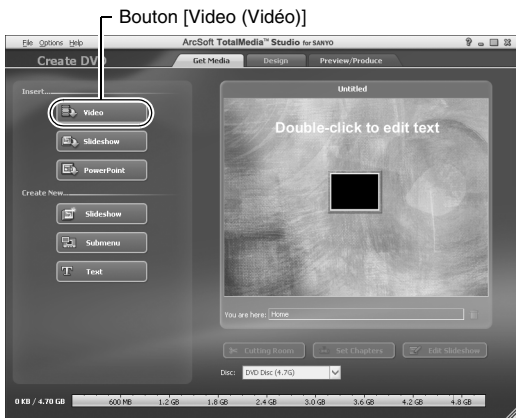 Bouton [Video (Vidéo)]
File Options Help
ArcSoft TotalMedia™ Studio for SANYO
Create DVD
Get Media
Design
Preview/Produce
Insert
Video
Slideshow
PowerPoint
Create New
Slideshow
Submenu
Text
Untitled
Double-click to edit text
You are here: Home
Cutting Room
Set Chapters
Edit Slideshow
Disc: DVD Disc (4.7G)
0 KB / 4.70 GB 600 MB 1.2 GB 1.8 GB 2.4 GB 3.0 GB 3.6 GB 4.2 GB 4.8 GB